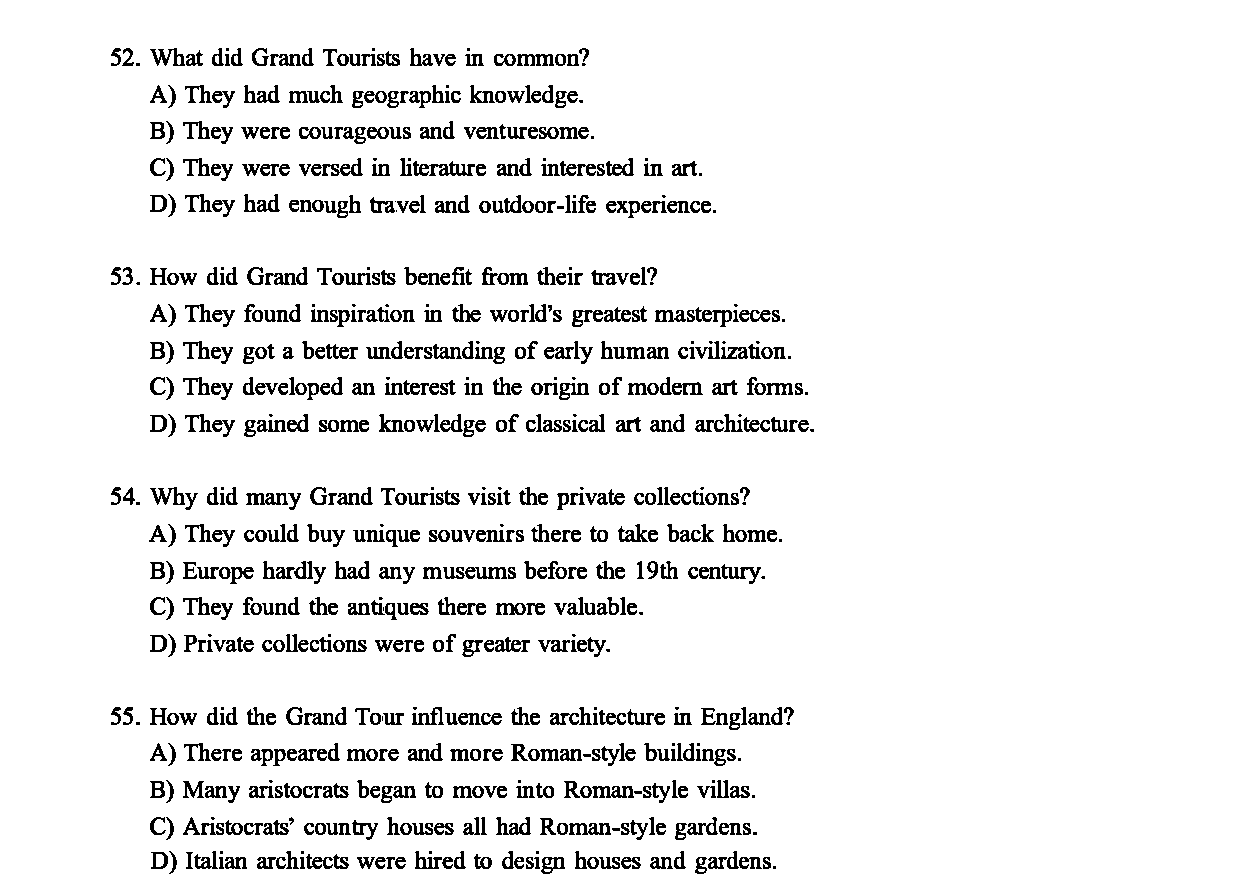 52. What did Grand Tourists have in common?
A) They had much geographic knowledge.
B) They were courageous and venturesome.
C) They were versed in literature and interested in art.
D) They had enough travel and outdoor-life experience.
53. How did Grand Tourists benefit from their travel?
A) They found inspiration in the world's greatest masterpieces.
B) They got a better understanding of early human civilization.
C) They developed an interest in the origin of modern art forms.
D) They gained some knowledge of classical art and architecture.
54. Why did many Grand Tourists visit the private collections?
A) They could buy unique souvenirs there to take back home.
B) Europe hardly had any museums before the 19th century.
C) They found the antiques there more valuable.
D) Private collections were of greater variety.
55. How did the Grand Tour influence the architecture in England?
A) There appeared more and more Roman-style buildings.
B) Many aristocrats began to move into Roman-style villas.
C) Aristocrats' country houses all had Roman-style gardens.
D) Italian architects were hired to design houses and gardens.